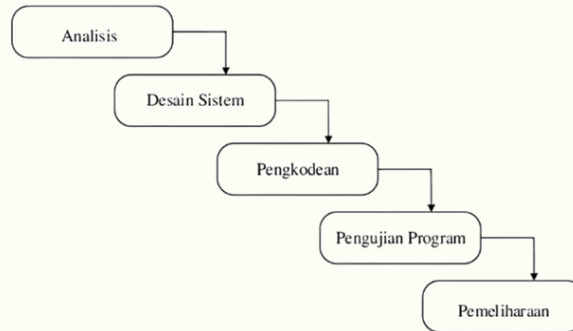 Analisis
Desain Sistem
Pengkodean
Pengujian Program
Pemeliharaan